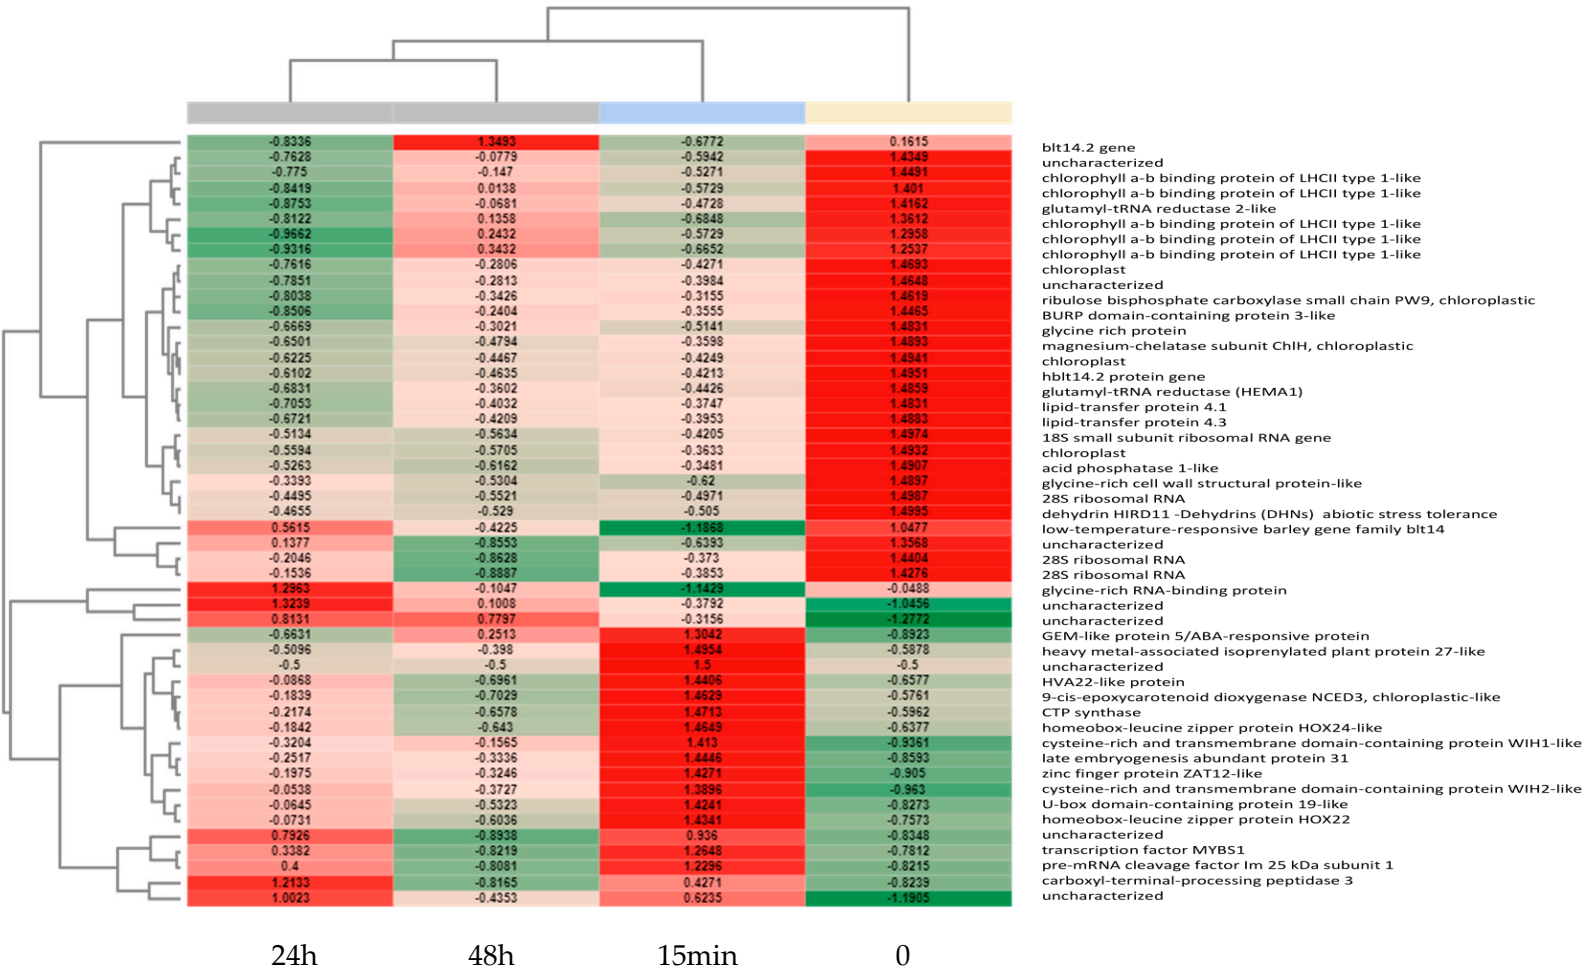 -0.8336 1.3493 -0.6772 0.1615 blt14.2 gene
-0.7628 -0.0779 -0.5942 1.4349 uncharacterized
-0.775 -0.147 -0.5271 1.4491 chlorophyll a-b binding protein of LHCII type 1-like
-0.8419 0.0138 -0.5729 1.401 chlorophyll a-b binding protein of LHCII type 1-like
-0.8753 -0.0681 -0.4728 1.4162 glutamyl-tRNA reductase 2-like
-0.8122 0.1358 -0.6848 1.3612 chlorophyll a-b binding protein of LHCII type 1-like
-0.9662 0.2432 -0.5729 1.2958 chlorophyll a-b binding protein of LHCII type 1-like
-0.9316 0.3432 -0.6652 1.2537 chlorophyll a-b binding protein of LHCII type 1-like
-0.7616 -0.2806 -0.4271 1.4693 chloroplast
-0.7851 -0.2813 -0.3984 1.4648 uncharacterized
-0.8038 -0.3426 -0.3155 1.4619 ribulose bisphosphate carboxylase small chain PW9, chloroplastic
-0.8506 -0.2404 -0.3555 1.4465 BURP domain-containing protein 3-like
-0.6669 -0.3021 -0.5141 1.4831 glycine rich protein
-0.6501 -0.4794 -0.3598 1.4893 magnesium-chelatase subunit ChlH, chloroplastic
-0.6225 -0.4467 -0.4249 1.4941 chloroplast
-0.6102 -0.4635 -0.4213 1.4951 hblt14.2 protein gene
-0.6831 -0.3602 -0.4426 1.4859 glutamyl-tRNA reductase (HEMA1)
-0.7053 -0.4032 -0.3747 1.4831 lipid-transfer protein 4.1
-0.6721 -0.4209 -0.3953 1.4883 lipid-transfer protein 4.3
-0.5134 -0.5634 -0.4205 1.4974 18S small subunit ribosomal RNA gene
-0.5594 -0.5705 -0.3633 1.4932 chloroplast
-0.5263 -0.6162 -0.3481 1.4907 acid phosphatase 1-like
-0.3393 -0.5304 -0.62 1.4897 glycine-rich cell wall structural protein-like
-0.4495 -0.5521 -0.4971 1.4987 28S ribosomal RNA
-0.4655 -0.529 -0.505 1.4995 dehydrin HIRD11 -Dehydrins (DHNs) abiotic stress tolerance
0.5615 -0.4225 -1.1868 1.0477 low-temperature-responsive barley gene family blt14
0.1377 -0.8553 -0.6393 1.3568 uncharacterized
-0.2046 -0.8628 -0.373 1.4404 28S ribosomal RNA
-0.1536 -0.8887 -0.3853 1.4276 28S ribosomal RNA
1.2963 -0.1047 -1.1429 -0.0488 glycine-rich RNA-binding protein
1.3239 0.1008 -0.3792 -1.0456 uncharacterized
0.8131 0.7797 -0.3156 -1.2772 uncharacterized
-0.6631 0.2513 1.3042 -0.8923 GEM-like protein 5/ABA-responsive protein
-0.5096 -0.398 1.4954 -0.5878 heavy metal-associated isoprenylated plant protein 27-like
-0.5 -0.5 1.5 -0.5 uncharacterized
-0.0868 -0.6961 1.4406 -0.6577 HVA22-like protein
-0.1839 -0.7029 1.4629 -0.5761 9-cis-epoxycarotenoid dioxygenase NCED3, chloroplastic-like
-0.2174 -0.6578 1.4713 -0.5962 CTP synthase
-0.1842 -0.643 1.4649 -0.6377 homeobox-leucine zipper protein HOX24-like
-0.3204 -0.1565 1.413 -0.9361 cysteine-rich and transmembrane domain-containing protein WIH1-like
-0.2517 -0.3336 1.4446 -0.8593 late embryogenesis abundant protein 31
-0.1975 -0.3246 1.4271 -0.905 zinc finger protein ZAT12-like
-0.0538 -0.3727 1.3896 -0.963 cysteine-rich and transmembrane domain-containing protein WIH2-like
-0.0645 -0.5323 1.4241 -0.8273 U-box domain-containing protein 19-like
-0.0731 -0.6036 1.4341 -0.7573 homeobox-leucine zipper protein HOX22
0.7926 -0.8938 0.936 -0.8348 uncharacterized
0.3382 -0.8219 1.2648 -0.7812 transcription factor MYBS1
0.4 -0.8081 1.2296 -0.8215 pre-mRNA cleavage factor Im 25 kDa subunit 1
1.2133 -0.8165 0.4271 -0.8239 carboxyl-terminal-processing peptidase 3
1.0023 -0.4353 0.6235 -1.1905 uncharacterized
24h 48h 15min 0